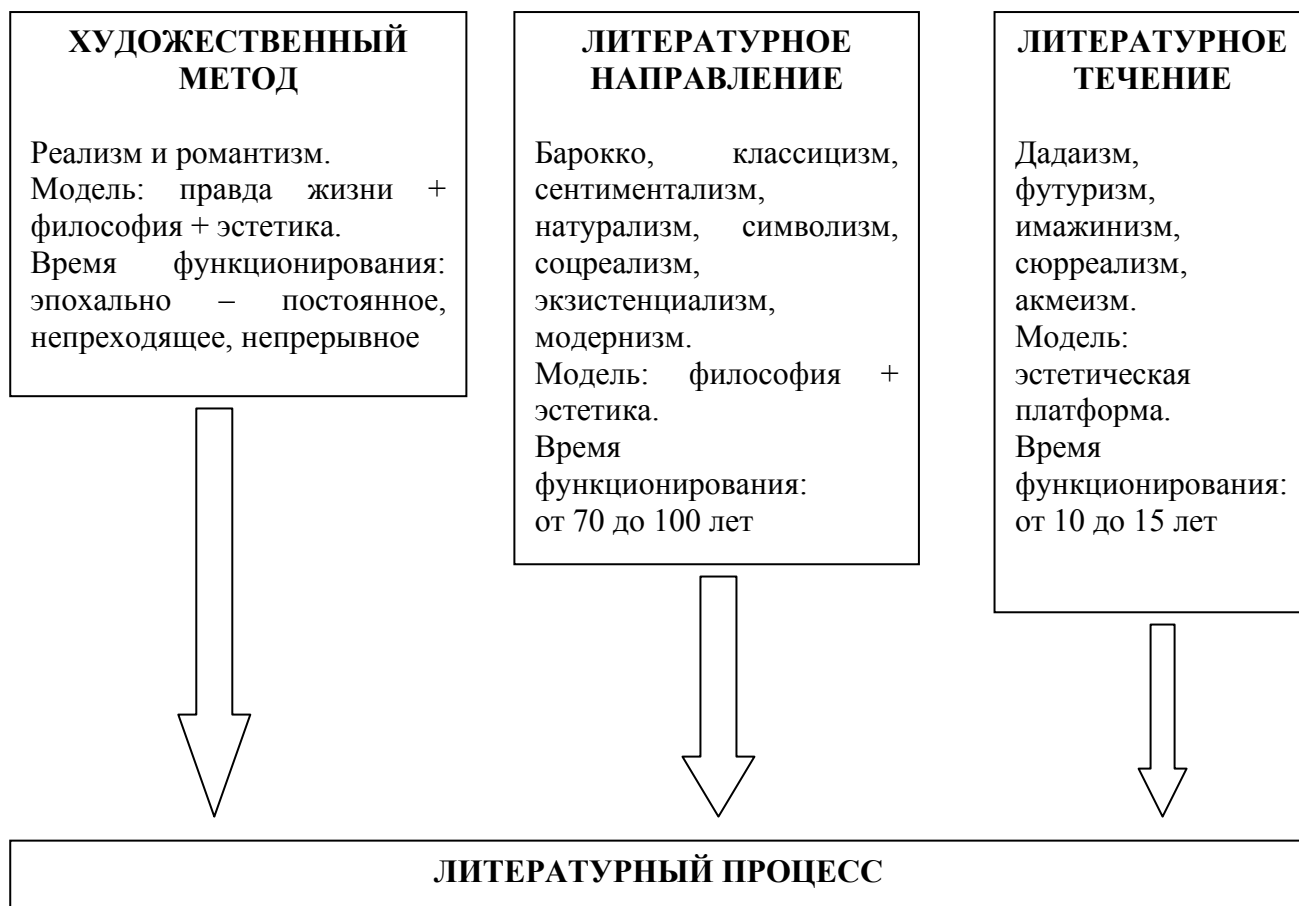 ХУДОЖЕСТВЕННЫЙ
МЕТОД
Реализм и романтизм.
Модель: правда жизни +
философия + эстетика.
Время функционирования:
эпохально – постоянное,
непреходящее, непрерывное
ЛИТЕРАТУРНОЕ
НАПРАВЛЕНИЕ
Барокко, классицизм,
сентиментализм,
натурализм, символизм,
соцреализм,
экзистенциализм,
модернизм.
Модель: философия +
эстетика.
Время
функционирования:
от 70 до 100 лет
ЛИТЕРАТУРНОЕ
ТЕЧЕНИЕ
Дадаизм,
футуризм,
имажинизм,
сюрреализм,
акмеизм.
Модель:
эстетическая
платформа.
Время
функционирования:
от 10 до 15 лет
ЛИТЕРАТУРНЫЙ ПРОЦЕСС